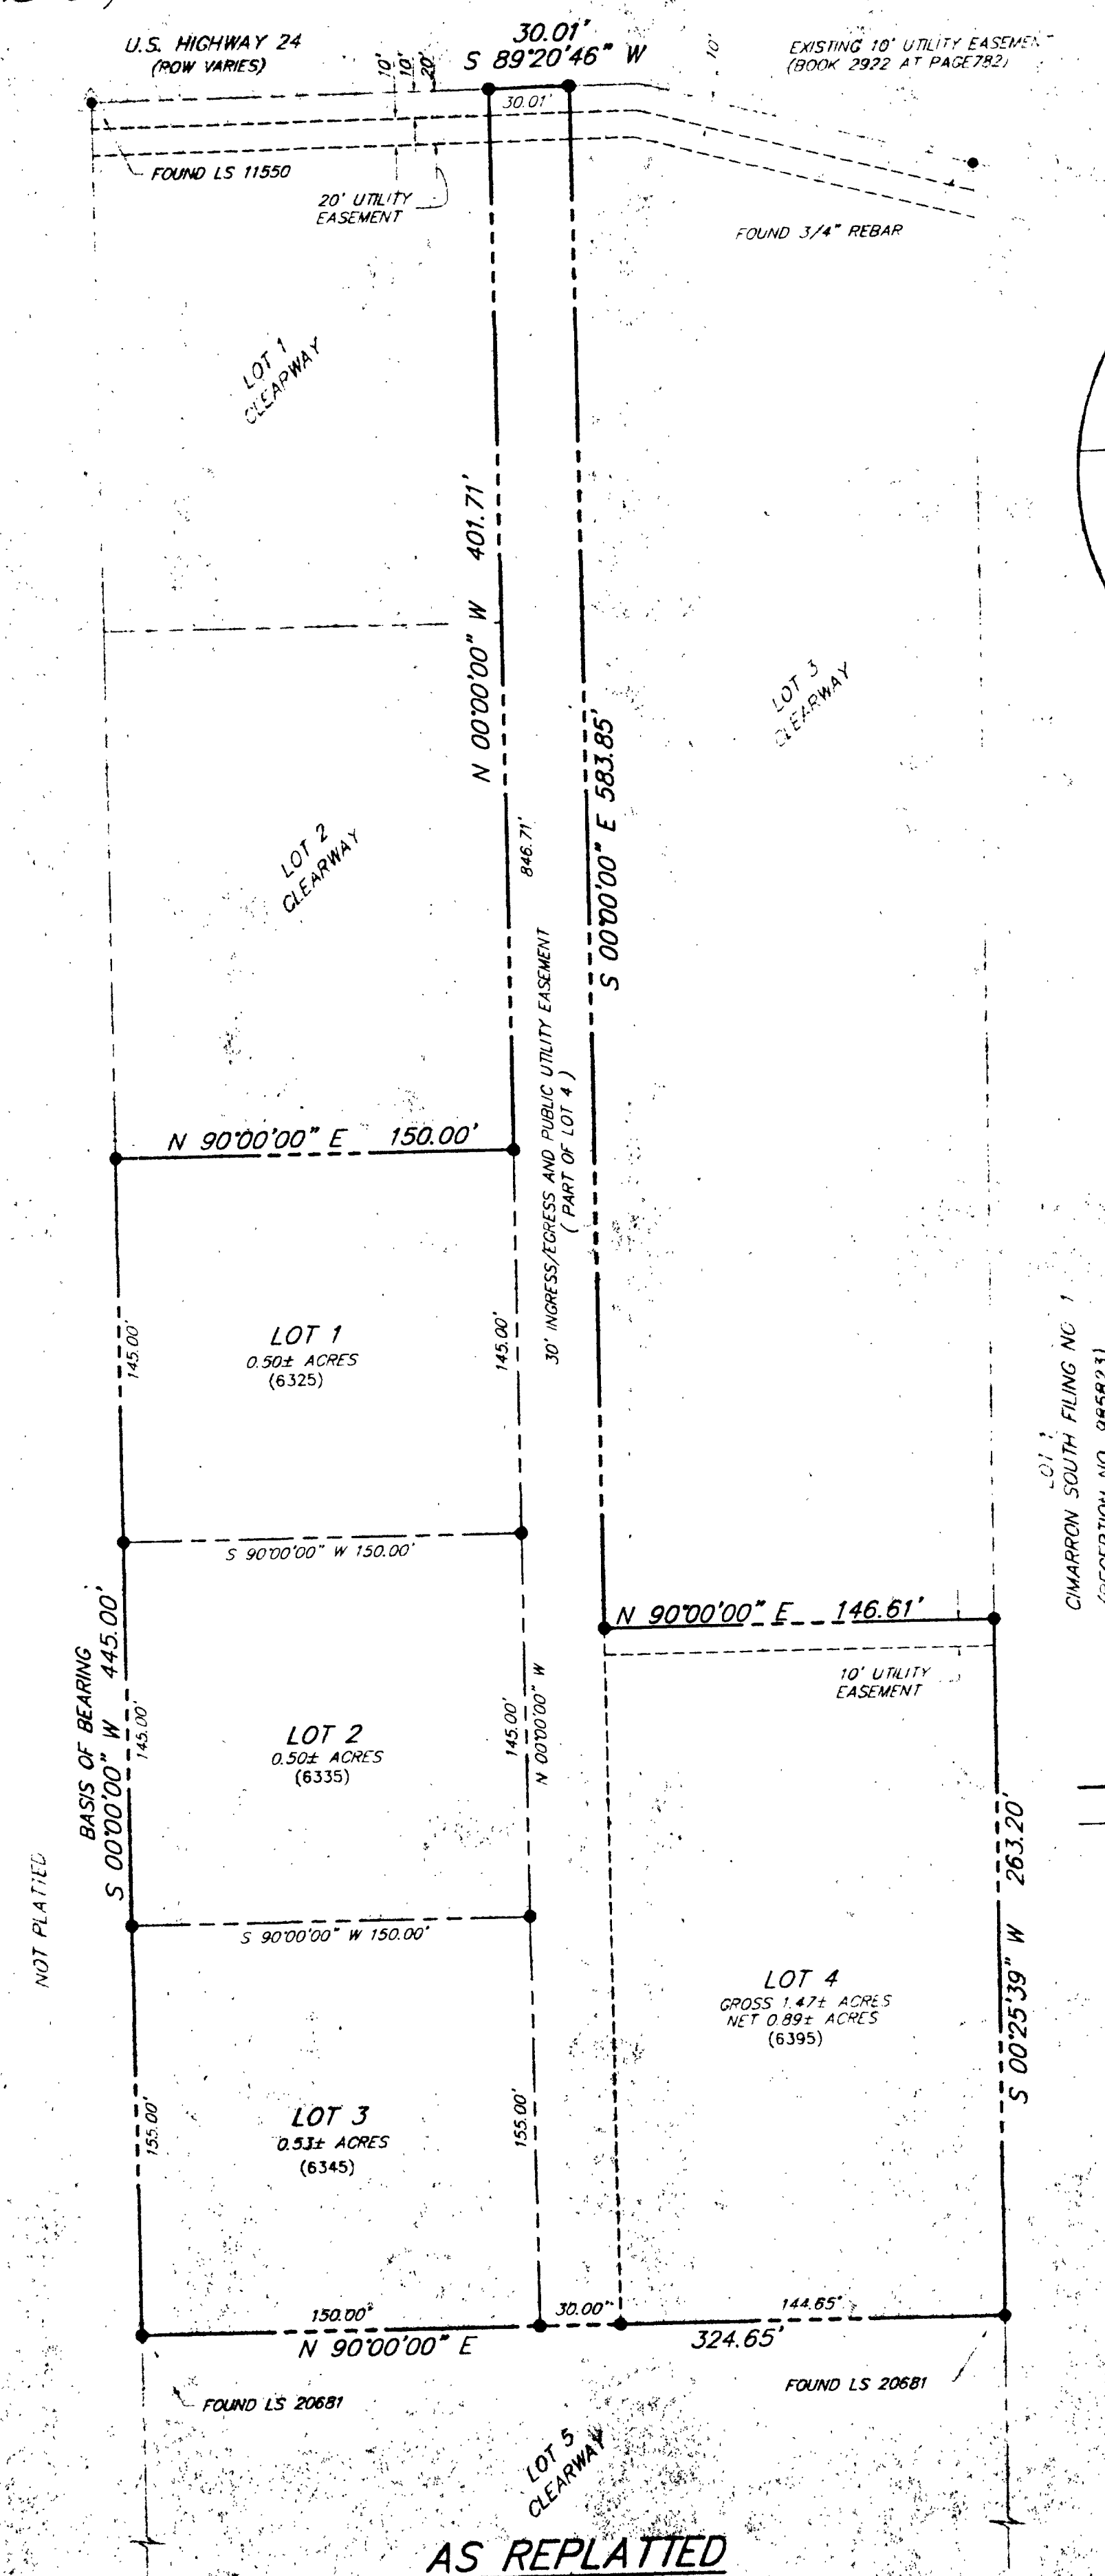 30.01'
S 89°20'46" W
U.S. HIGHWAY 24
(ROW VARIES)
10'
10'
20'
10'
EXISTING 10' UTILITY EASEMENT
(BOOK 2922 AT PAGE 782)
30.01'
FOUND LS 11550
20' UTILITY
EASEMENT
FOUND 3/4" REBAR
LOT 1
CLEARWAY
N 00°00'00" W 401.71'
LOT 3
CLEARWAY
S 00°00'00" E 583.85'
846.71'
LOT 2
CLEARWAY
30' INGRESS/EGRESS AND PUBLIC UTILITY EASEMENT
( PART OF LOT 4 )
N 90°00'00" E 150.00'
LOT 1
0.50± ACRES
(6325)
145.00'
145.00'
CIMARRON SOUTH FILING NO 1
(RECEPTION NO. 985823)
S 90°00'00" W 150.00'
N 90°00'00" E 146.61'
10' UTILITY
EASEMENT
BASIS OF BEARING
S 00°00'00" W 445.00'
145.00'
LOT 2
0.50± ACRES
(6335)
145.00'
N 00°00'00" W
S 00°25'39" W 263.20'
NOT PLATTED
S 90°00'00" W 150.00'
LOT 4
GROSS 1.47± ACRES
NET 0.89± ACRES
(6395)
155.00'
LOT 3
0.53± ACRES
(6345)
155.00'
150.00'
30.00'
144.65'
N 90°00'00" E
324.65'
FOUND LS 20681
FOUND LS 20681
LOT 5
CLEARWAY
AS REPLATTED